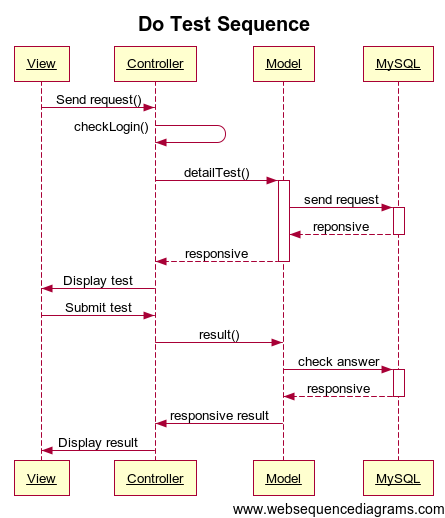 Do Test Sequence
View Controller Model MySQL
Send request()
checkLogin()
detailTest()
send request
reponsive
responsive
Display test
Submit test
result()
check answer
responsive
responsive result
Display result
View Controller Model MySQL
www.websequencediagrams.com